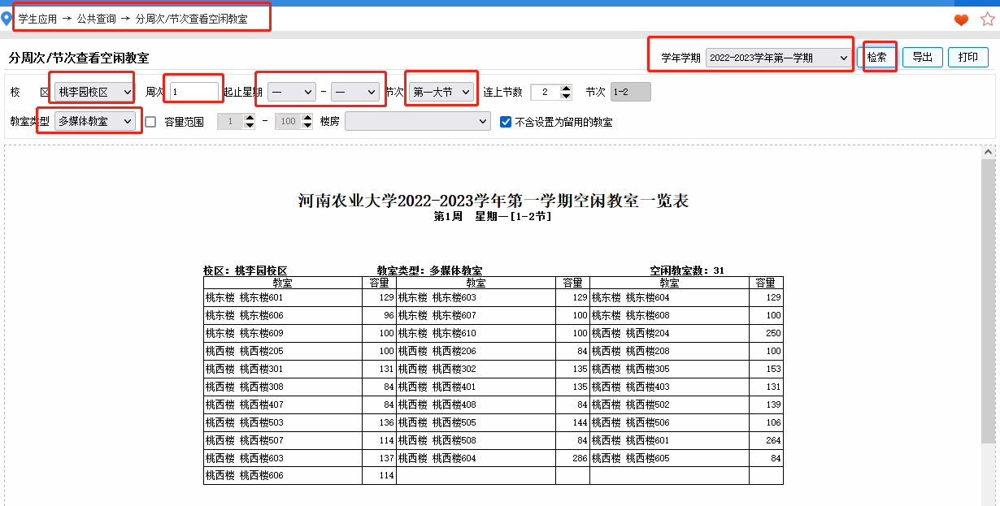 学生应用 → 公共查询 → 分周次/节次查看空闲教室
分周次/节次查看空闲教室 学年学期 2022-2023学年第一学期 检索 导出 打印
校 区 桃李园校区 周次 1 起止星期 一 - 一 节次 第一大节 连上节数 2 节次 1-2
教室类型 多媒体教室 容量范围 1 - 100 楼房 不含设置为留用的教室
河南农业大学2022-2023学年第一学期空闲教室一览表
第1周 星期一[1-2节]
校区：桃李园校区 教室类型：多媒体教室 空闲教室数：31
教室 容量 教室 容量 教室 容量
桃东楼 桃东楼601 129 桃东楼 桃东楼603 129 桃东楼 桃东楼604 129
桃东楼 桃东楼606 96 桃东楼 桃东楼607 100 桃东楼 桃东楼608 100
桃东楼 桃东楼609 100 桃东楼 桃东楼610 100 桃西楼 桃西楼204 250
桃西楼 桃西楼205 100 桃西楼 桃西楼206 84 桃西楼 桃西楼208 100
桃西楼 桃西楼301 131 桃西楼 桃西楼302 135 桃西楼 桃西楼305 153
桃西楼 桃西楼308 84 桃西楼 桃西楼401 135 桃西楼 桃西楼403 131
桃西楼 桃西楼407 84 桃西楼 桃西楼408 84 桃西楼 桃西楼502 139
桃西楼 桃西楼503 136 桃西楼 桃西楼505 144 桃西楼 桃西楼506 106
桃西楼 桃西楼507 114 桃西楼 桃西楼508 84 桃西楼 桃西楼601 264
桃西楼 桃西楼603 137 桃西楼 桃西楼604 286 桃西楼 桃西楼605 84
桃西楼 桃西楼606 114